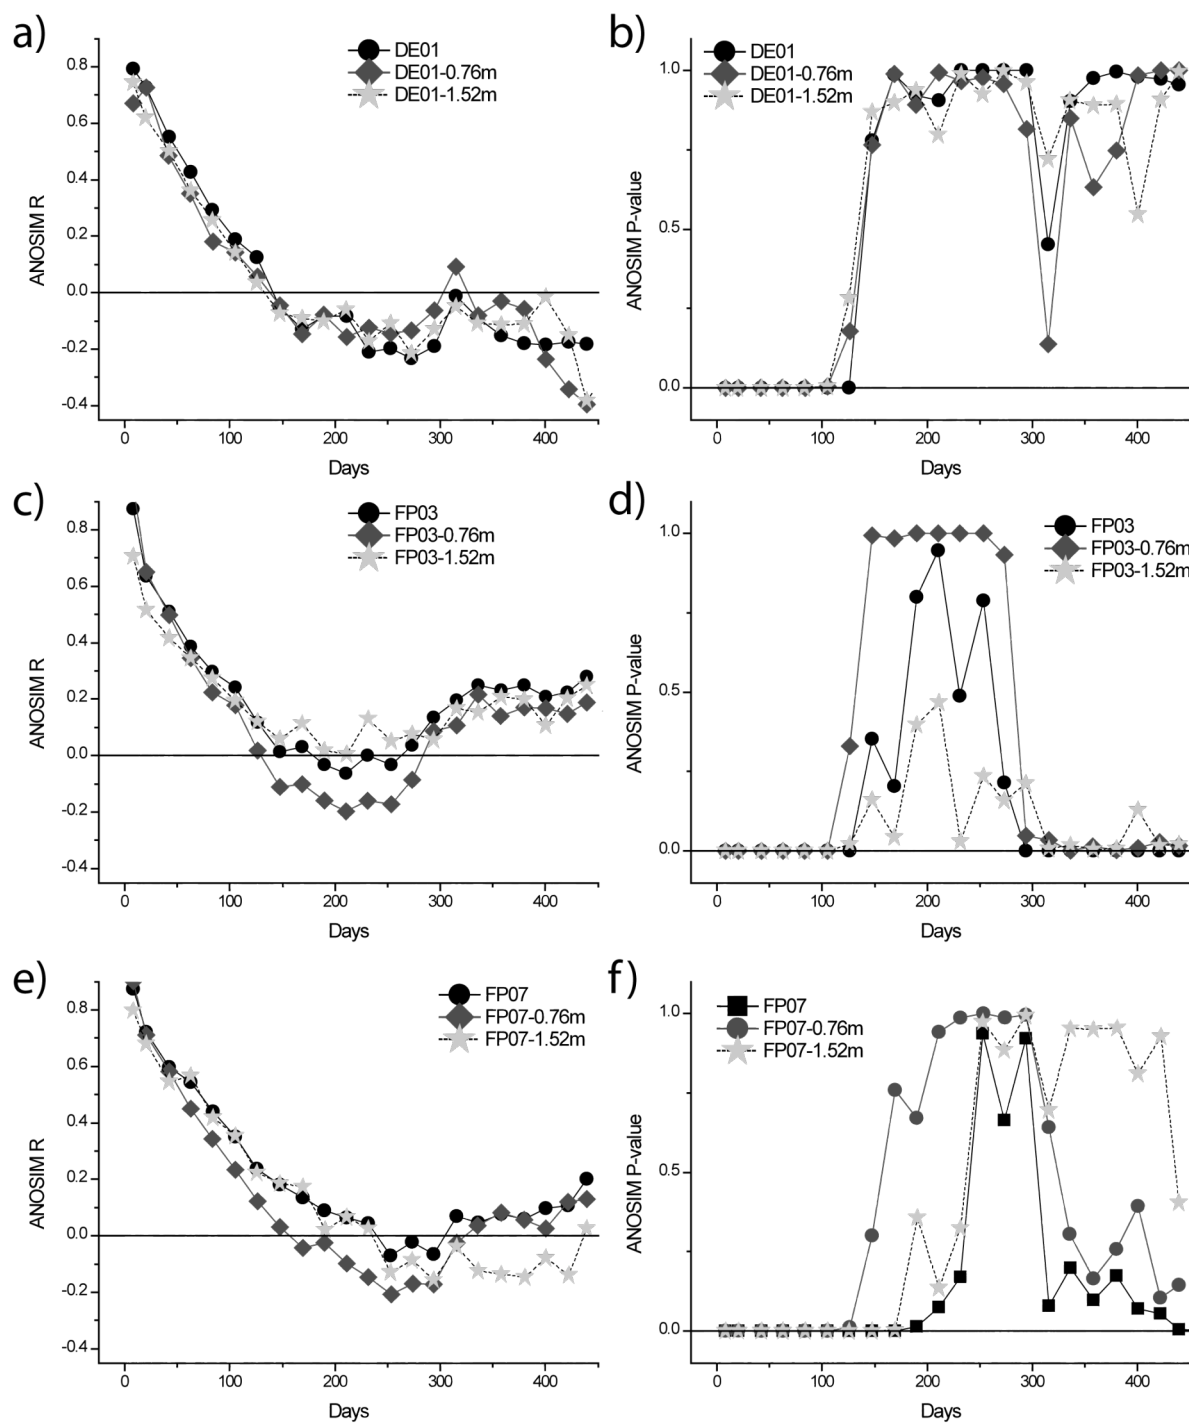 a)
DE01
DE01-0.76m
DE01-1.52m
0.8
0.6
0.4
0.2
0.0
-0.2
-0.4
ANOSIM R
0 100 200 300 400
Days
b)
DE01
DE01-0.76m
DE01-1.52m
1.0
0.5
0.0
ANOSIM P-value
0 100 200 300 400
Days
c)
FP03
FP03-0.76m
FP03-1.52m
0.8
0.6
0.4
0.2
0.0
-0.2
-0.4
ANOSIM R
0 100 200 300 400
Days
d)
FP03
FP03-0.76m
FP03-1.52m
1.0
0.5
0.0
ANOSIM P-value
0 100 200 300 400
Days
e)
FP07
FP07-0.76m
FP07-1.52m
0.8
0.6
0.4
0.2
0.0
-0.2
-0.4
ANOSIM R
0 100 200 300 400
Days
f)
FP07
FP07-0.76m
FP07-1.52m
1.0
0.5
0.0
ANOSIM P-value
0 100 200 300 400
Days